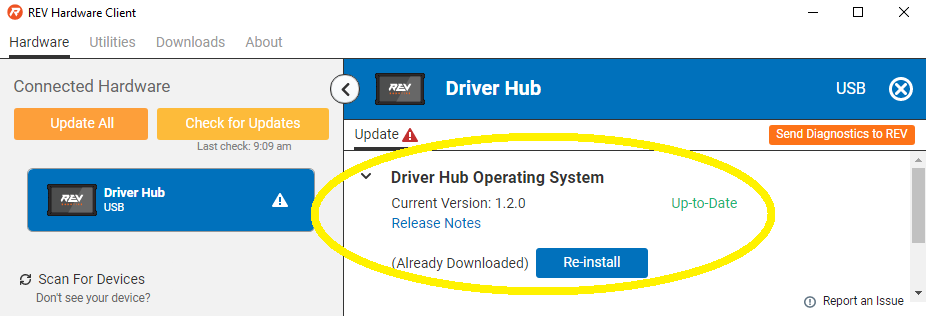 REV Hardware Client
Hardware Utilities Downloads About
Connected Hardware
Update All
Check for Updates
Last check: 9:09 am
REV
Driver Hub
USB
Scan For Devices
Don't see your device?
REV
Driver Hub
USB
Update
Send Diagnostics to REV
Driver Hub Operating System
Current Version: 1.2.0
Up-to-Date
Release Notes
(Already Downloaded)
Re-install
Report an Issue